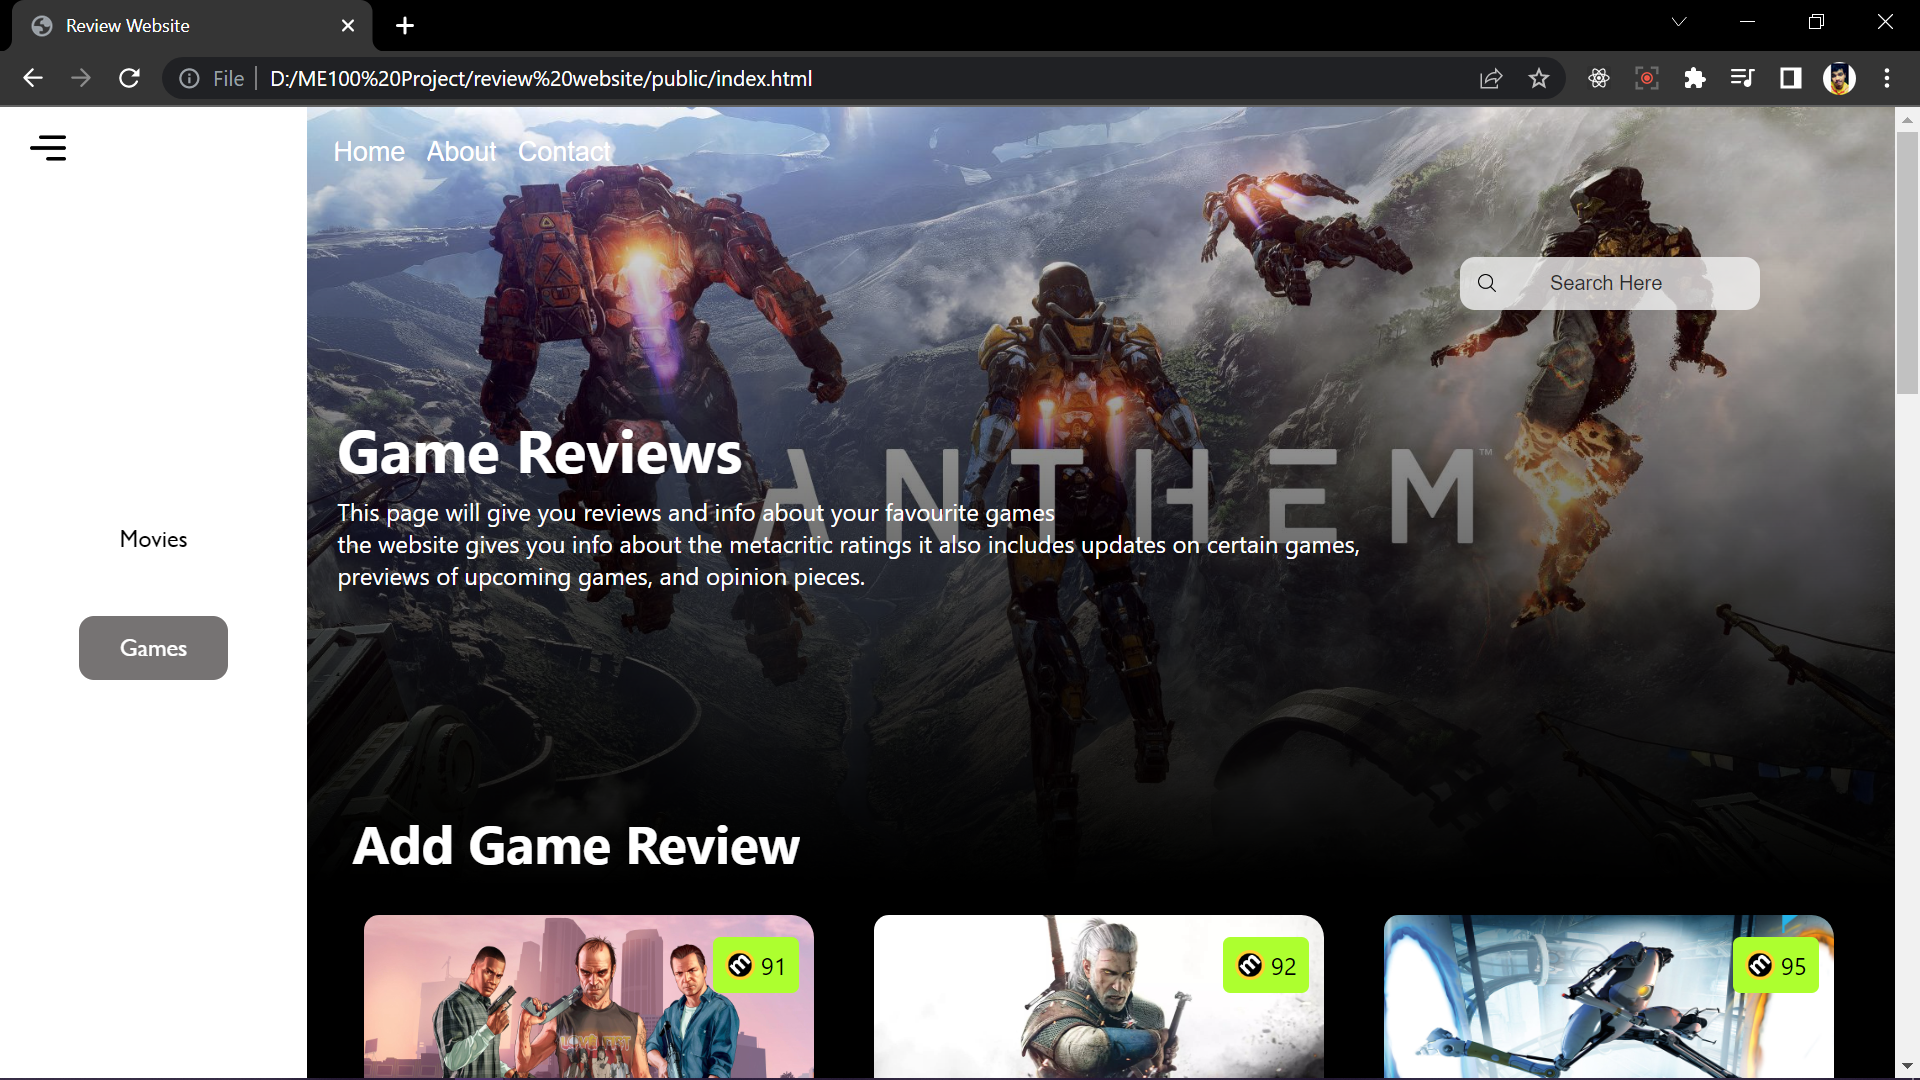 Review Website
File
D:/ME100%20Project/review%20website/public/index.html
Home About Contact
Search Here
Game Reviews
ANTHEM™
This page will give you reviews and info about your favourite games
the website gives you info about the metacritic ratings it also includes updates on certain games,
previews of upcoming games, and opinion pieces.
Movies
Games
Add Game Review
m 91
m 92
m 95